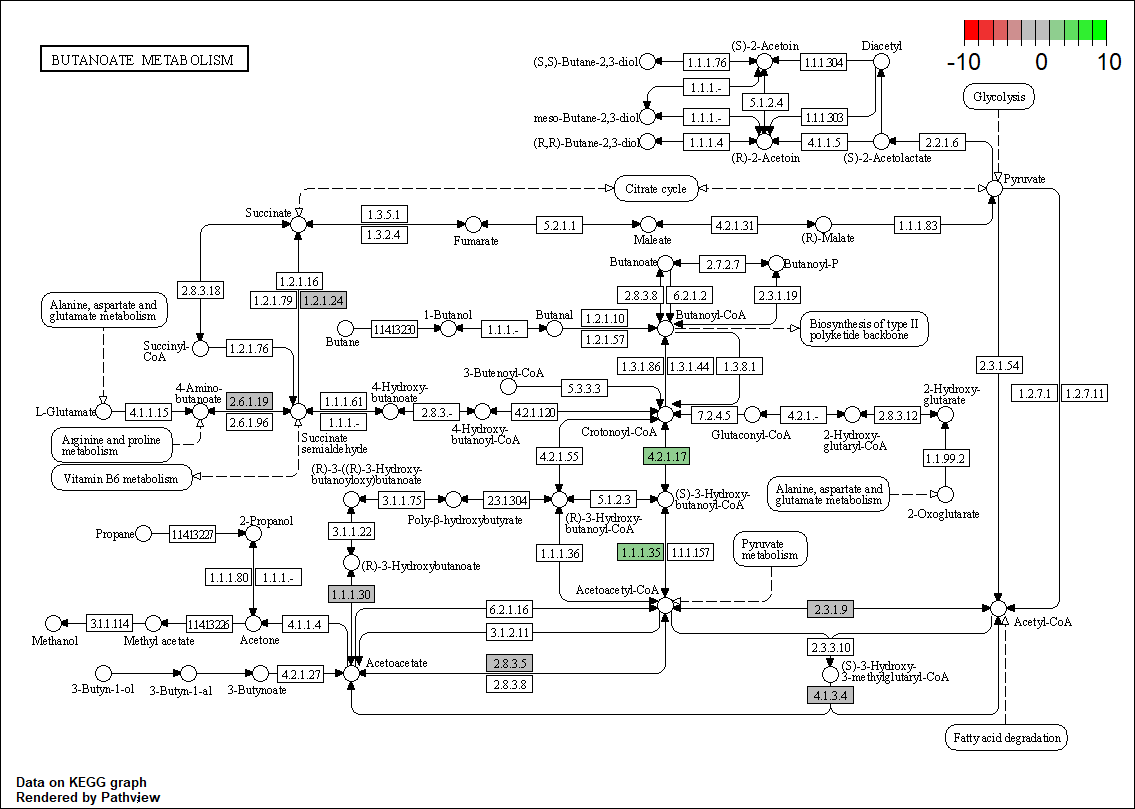 BUTANOATE METABOLISM
-10 0 10
(S)-2-Acetoin
Diacetyl
(S,S)-Butane-2,3-diol
1.1.1.76
1.1.1.304
1.1.1.-
5.1.2.4
Glycolysis
meso-Butane-2,3-diol
1.1.1.-
1.1.1.303
(R,R)-Butane-2,3-diol
1.1.1.4
4.1.1.5
2.2.1.6
(R)-2-Acetoin
(S)-2-Acetolactate
Pyruvate
Citrate cycle
Succinate
1.3.5.1
1.3.2.4
Fumarate
5.2.1.1
Maleate
4.2.1.31
(R)-Malate
1.1.1.83
Butanoate
2.7.2.7
Butanoyl-P
2.8.3.18
1.2.1.16
1.2.1.79
1.2.1.24
2.8.3.8
6.2.1.2
2.3.1.19
Alanine, aspartate and
glutamate metabolism
Butane
11413230
1-Butanol
1.1.1.-
Butanal
1.2.1.10
1.2.1.57
Butanoyl-CoA
Biosynthesis of type II
polyketide backbone
Succinyl-
CoA
1.2.1.76
1.3.1.86
1.3.1.44
1.3.8.1
2.3.1.54
3-Butenoyl-CoA
5.3.3.3
1.2.7.1
1.2.7.11
4-Amino-
butanoate
2.6.1.19
2.6.1.96
4-Hydroxy-
butanoate
2-Hydroxy-
glutarate
L-Glutamate
4.1.1.15
1.1.1.61
1.1.1.-
2.8.3.-
4.2.1.120
7.2.4.5
4.2.1.-
2.8.3.12
Arginine and proline
metabolism
Succinate
semialdehyde
4-Hydroxy-
butanoyl-CoA
Crotonoyl-CoA
Glutaconyl-CoA
2-Hydroxy-
glutaryl-CoA
4.2.1.55
4.2.1.17
1.1.99.2
Vitamin B6 metabolism
(R)-3-((R)-3-Hydroxy-
butanoyloxy)butanoate
3.1.1.75
2.3.1.304
5.1.2.3
(S)-3-Hydroxy-
butanoyl-CoA
Alanine, aspartate and
glutamate metabolism
Poly-β-hydroxybutyrate
(R)-3-Hydroxy-
butanoyl-CoA
2-Oxoglutarate
Propane
11413227
2-Propanol
3.1.1.22
1.1.1.36
1.1.1.35
1.1.1.157
Pyruvate
metabolism
(R)-3-Hydroxybutanoate
1.1.1.80
1.1.1.-
1.1.1.30
Acetoacetyl-CoA
6.2.1.16
2.3.1.9
Methanol
3.1.1.114
Methyl acetate
11413226
Acetone
4.1.1.4
3.1.2.11
Acetyl-CoA
2.3.3.10
Acetoacetate
2.8.3.5
2.8.3.8
(S)-3-Hydroxy-
3-methylglutaryl-CoA
3-Butyn-1-ol
3-Butyn-1-al
3-Butynoate
4.2.1.27
4.1.3.4
Fatty acid degradation
Data on KEGG graph
Rendered by Pathview